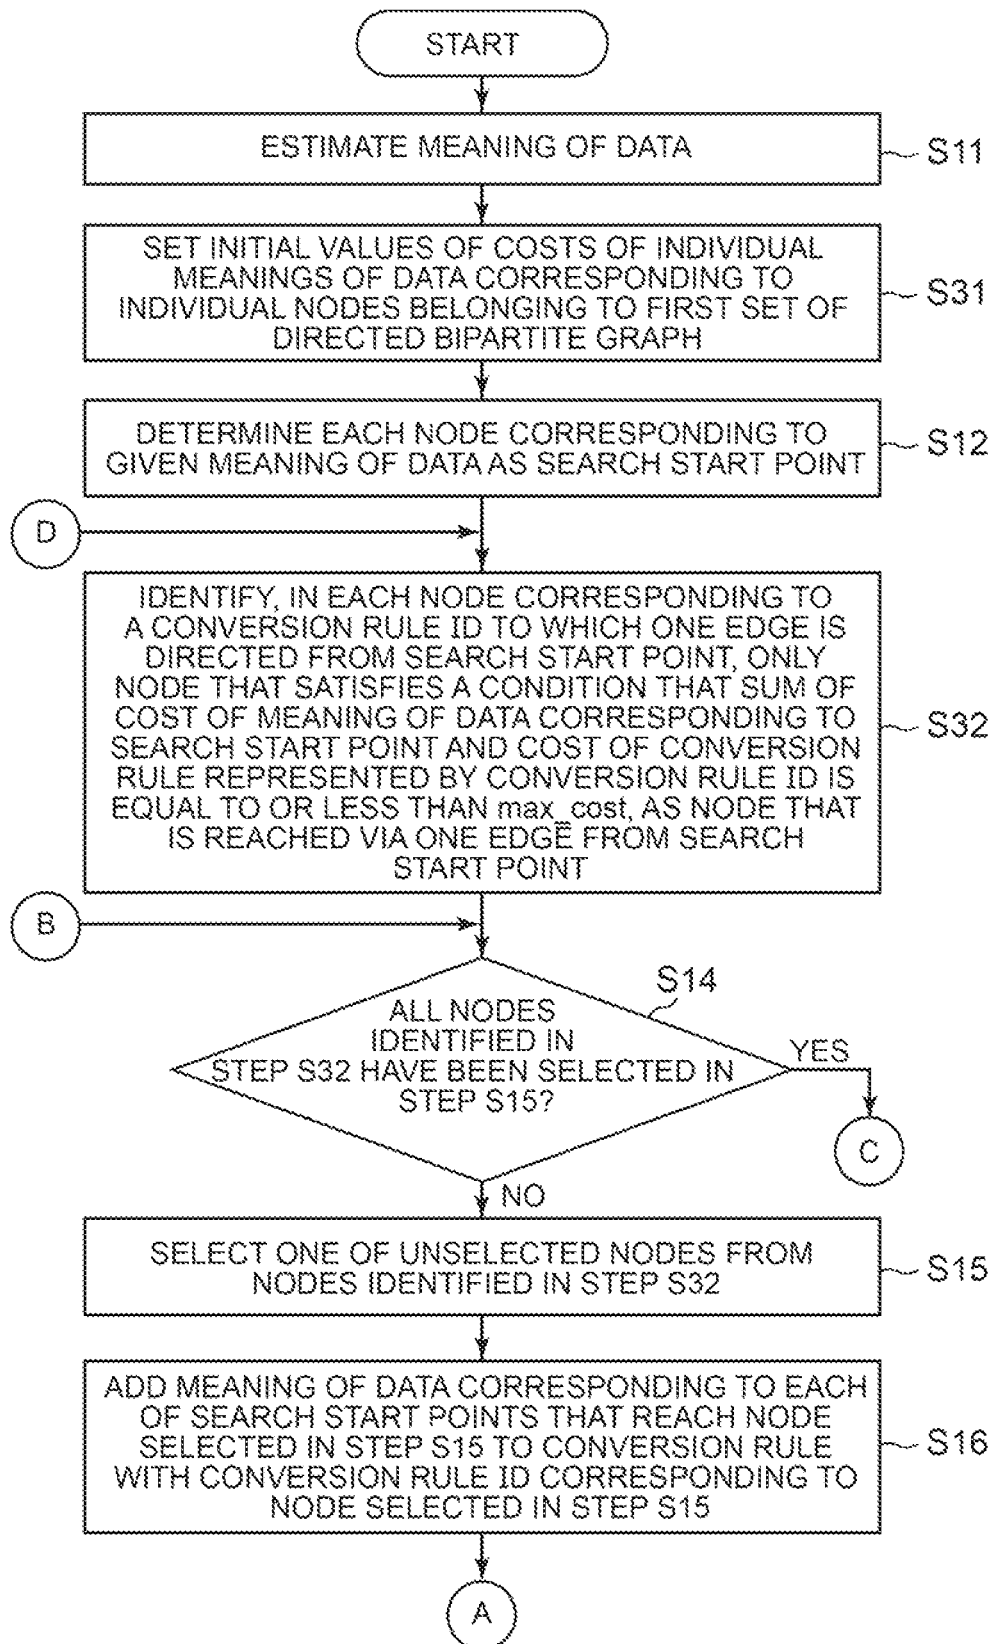 START
ESTIMATE MEANING OF DATA
S11
SET INITIAL VALUES OF COSTS OF INDIVIDUAL
MEANINGS OF DATA CORRESPONDING TO
INDIVIDUAL NODES BELONGING TO FIRST SET OF
DIRECTED BIPARTITE GRAPH
S31
DETERMINE EACH NODE CORRESPONDING TO
GIVEN MEANING OF DATA AS SEARCH START POINT
S12
D
IDENTIFY, IN EACH NODE CORRESPONDING TO
A CONVERSION RULE ID TO WHICH ONE EDGE IS
DIRECTED FROM SEARCH START POINT, ONLY
NODE THAT SATISFIES A CONDITION THAT SUM OF
COST OF MEANING OF DATA CORRESPONDING TO
SEARCH START POINT AND COST OF CONVERSION
RULE REPRESENTED BY CONVERSION RULE ID IS
EQUAL TO OR LESS THAN max_cost, AS NODE THAT
IS REACHED VIA ONE EDGE FROM SEARCH
START POINT
S32
B
S14
ALL NODES
IDENTIFIED IN
STEP S32 HAVE BEEN SELECTED IN
STEP S15?
YES
C
NO
SELECT ONE OF UNSELECTED NODES FROM
NODES IDENTIFIED IN STEP S32
S15
ADD MEANING OF DATA CORRESPONDING TO EACH
OF SEARCH START POINTS THAT REACH NODE
SELECTED IN STEP S15 TO CONVERSION RULE
WITH CONVERSION RULE ID CORRESPONDING TO
NODE SELECTED IN STEP S15
S16
A